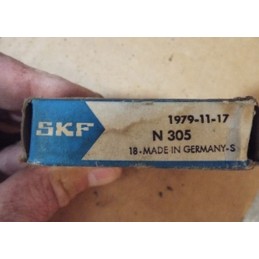 SKF
1979-11-17
N 305
18-MADE IN GERMANY-S